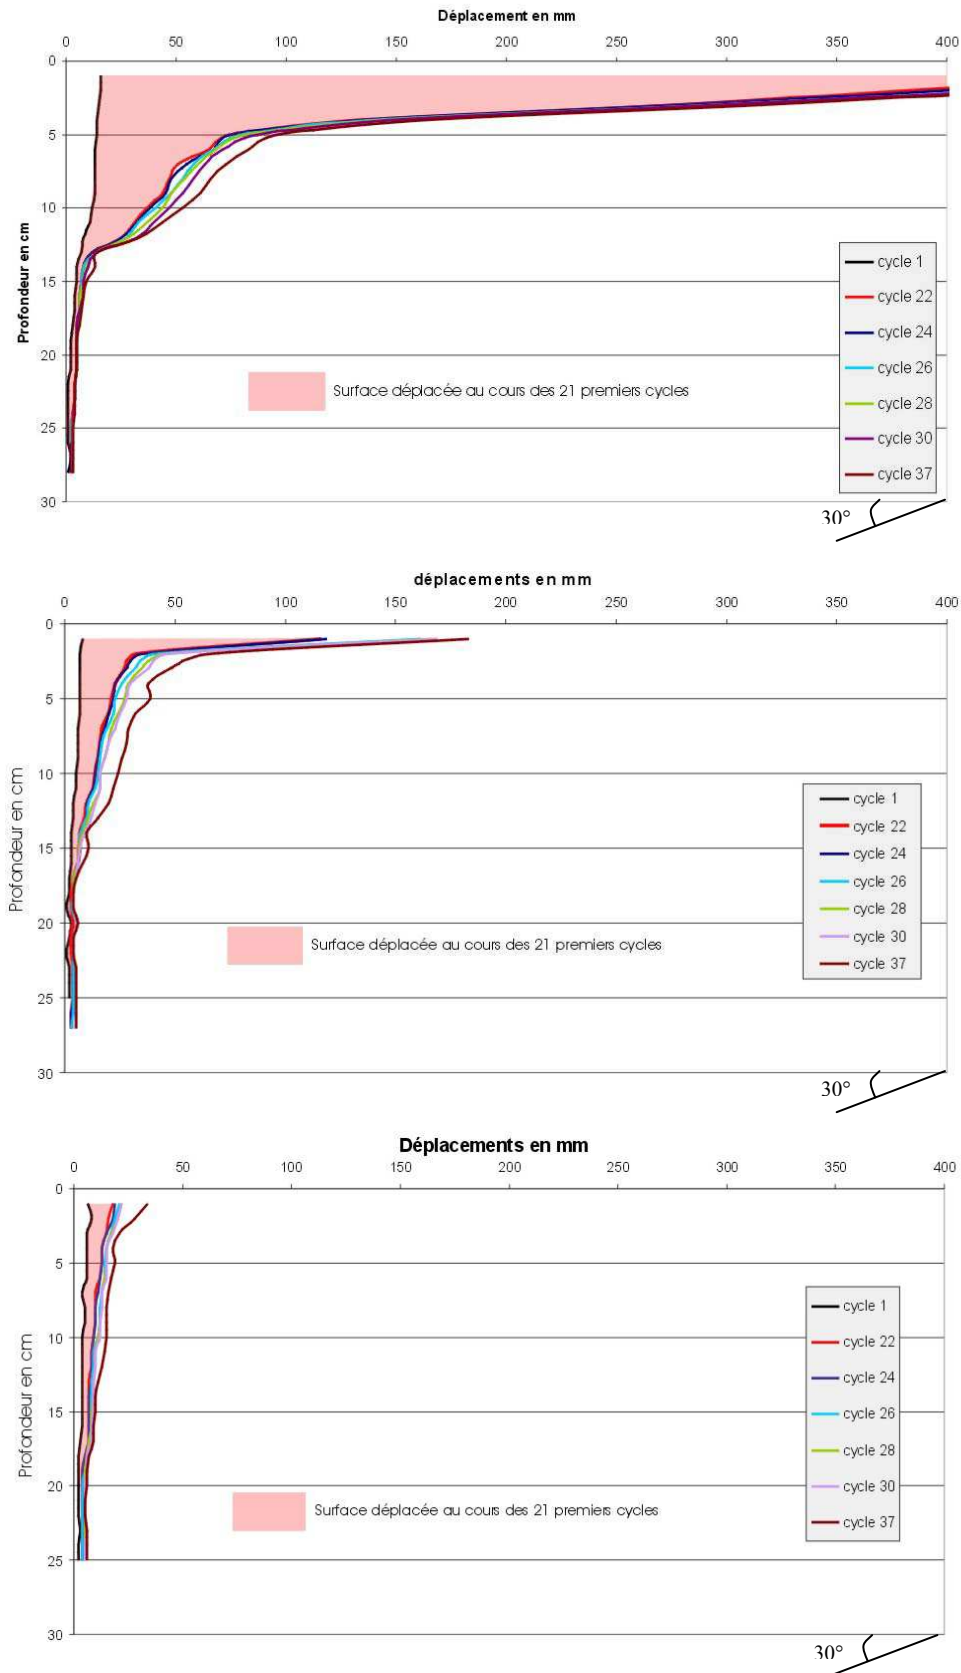 Déplacement en mm
0 50 100 150 200 250 300 350 400
0
5
10
15
20
25
30
Profondeur en cm
cycle 1
cycle 22
cycle 24
cycle 26
cycle 28
cycle 30
cycle 37
Surface déplacée au cours des 21 premiers cycles
30°
déplacements en mm
0 50 100 150 200 250 300 350 400
0
5
10
15
20
25
30
Profondeur en cm
cycle 1
cycle 22
cycle 24
cycle 26
cycle 28
cycle 30
cycle 37
Surface déplacée au cours des 21 premiers cycles
30°
Déplacements en mm
0 50 100 150 200 250 300 350 400
0
5
10
15
20
25
30
Profondeur en cm
cycle 1
cycle 22
cycle 24
cycle 26
cycle 28
cycle 30
cycle 37
Surface déplacée au cours des 21 premiers cycles
30°